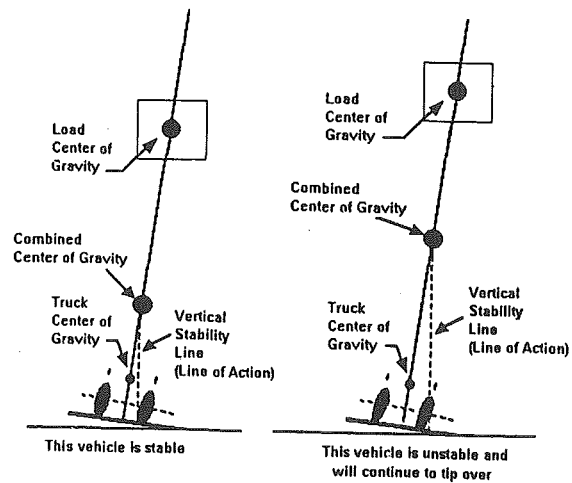 Load
Center of
Gravity
Combined
Center of Gravity
Truck
Center of
Gravity
Vertical
Stability
Line
(Line of Action)
This vehicle is stable
Load
Center of
Gravity
Combined
Center of Gravity
Truck
Center of
Gravity
Vertical
Stability
Line
(Line of Action)
This vehicle is unstable and
will continue to tip over